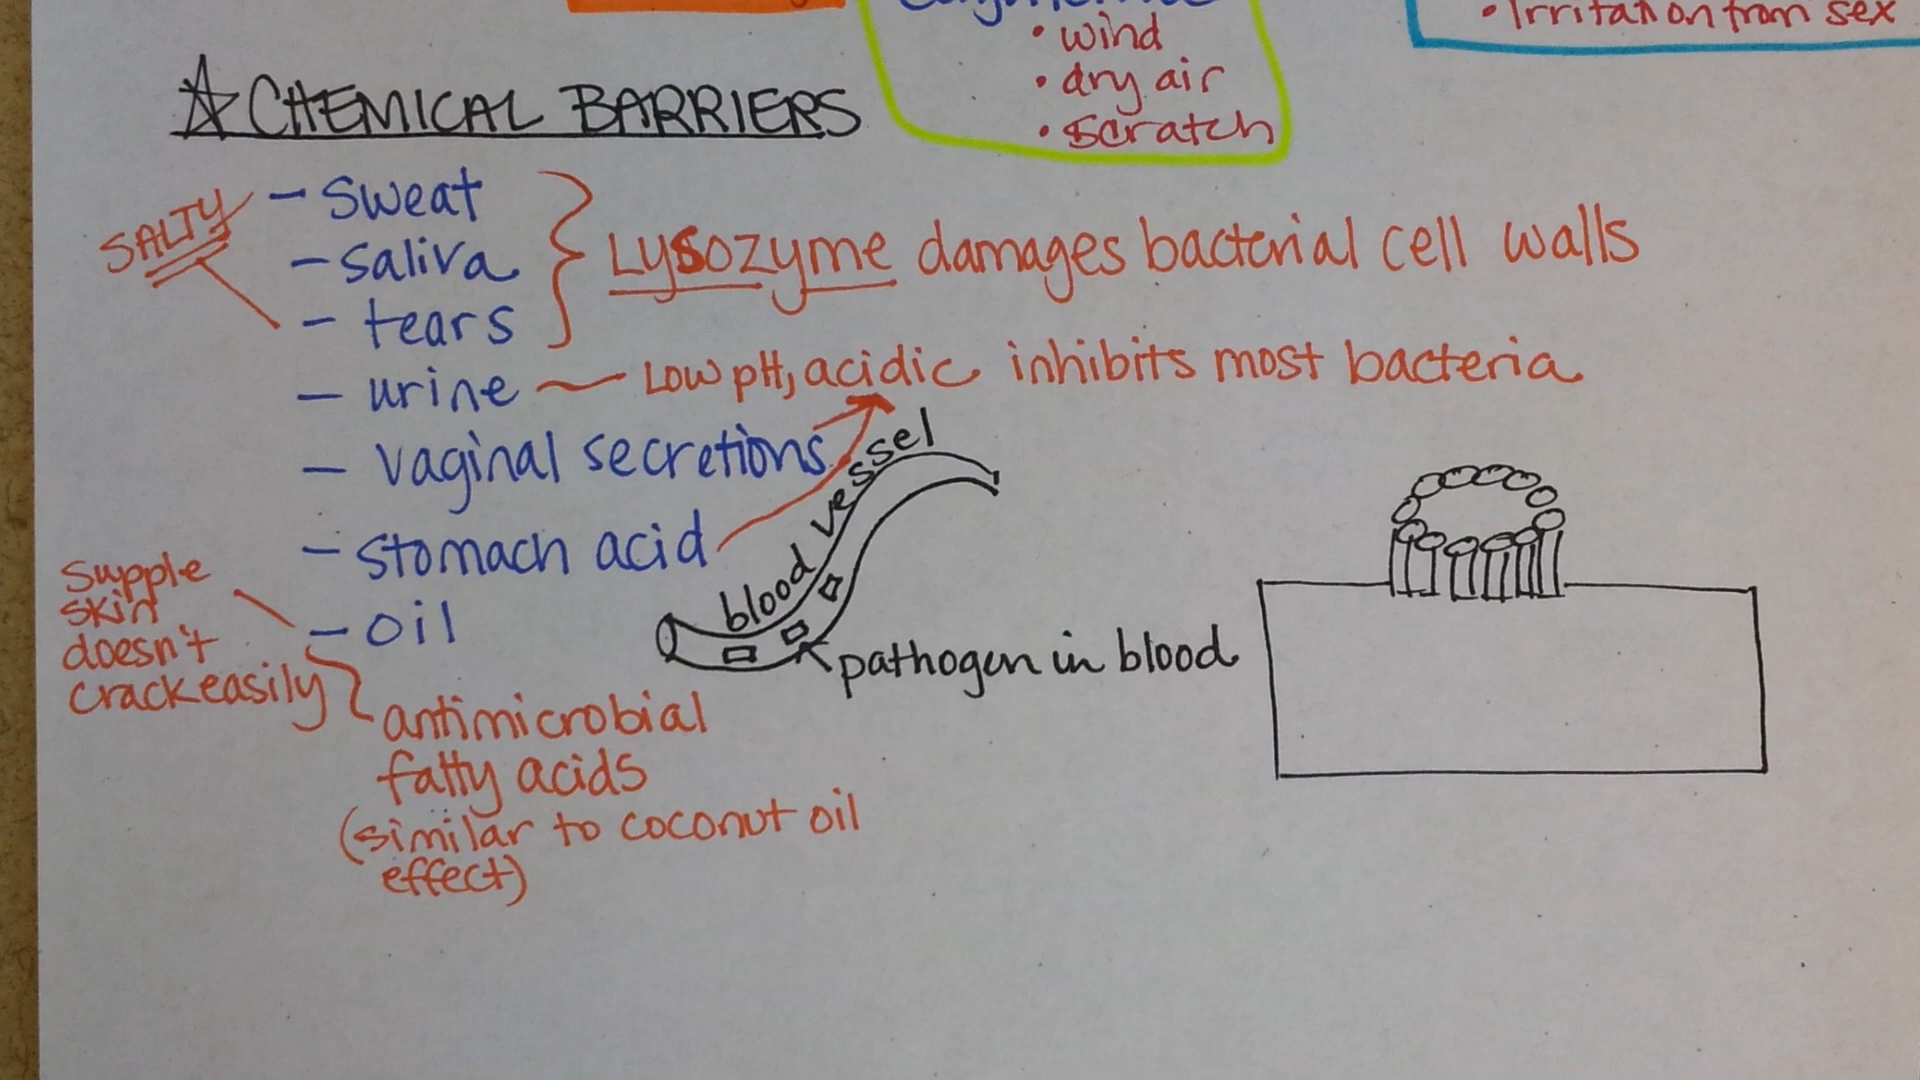 • wind
• dry air
• scratch
• Irritation from sex
☆ CHEMICAL BARRIERS
SALTY
- sweat
- saliva
- tears
Lysozyme damages bacterial cell walls
- urine - Low pH, acidic inhibits most bacteria
- vaginal secretions
- stomach acid
- oil
supple
skin
doesn't
crack easily
antimicrobial
fatty acids
(similar to coconut oil
effect)
blood vessel
pathogen in blood